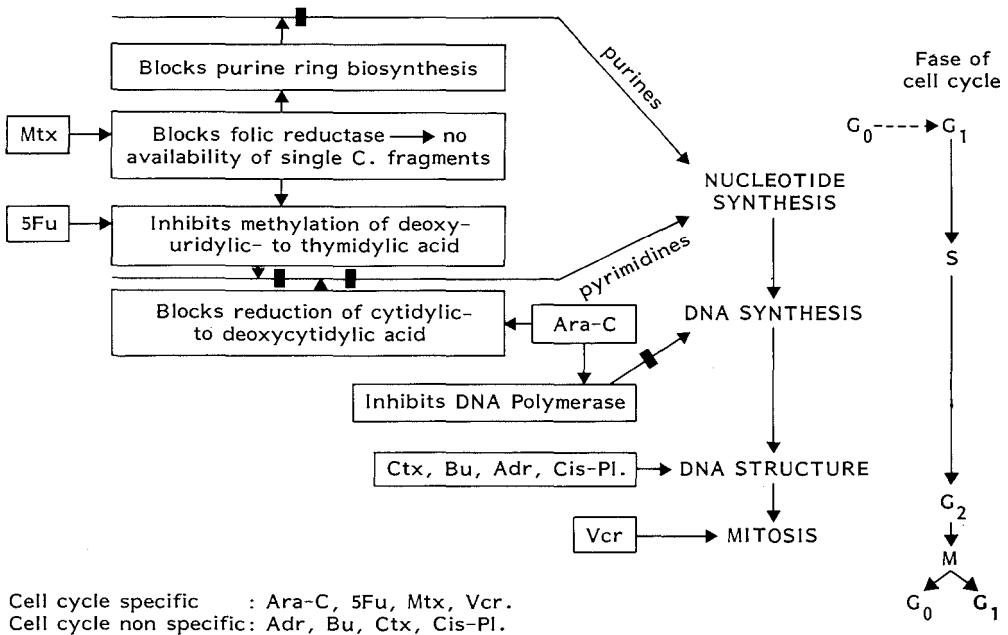 Blocks purine ring biosynthesis
purines
Fase of
cell cycle
Mtx
Blocks folic reductase → no
availability of single C. fragments
G₀
G₁
NUCLEOTIDE
SYNTHESIS
5Fu
Inhibits methylation of deoxy-
uridylic- to thymidylic acid
pyrimidines
S
Blocks reduction of cytidylic-
to deoxycytidylic acid
Ara-C
DNA SYNTHESIS
Inhibits DNA Polymerase
Ctx, Bu, Adr, Cis-Pl.
DNA STRUCTURE
G₂
Vcr
MITOSIS
M
G₀
G₁
Cell cycle specific : Ara-C, 5Fu, Mtx, Vcr.
Cell cycle non specific: Adr, Bu, Ctx, Cis-Pl.